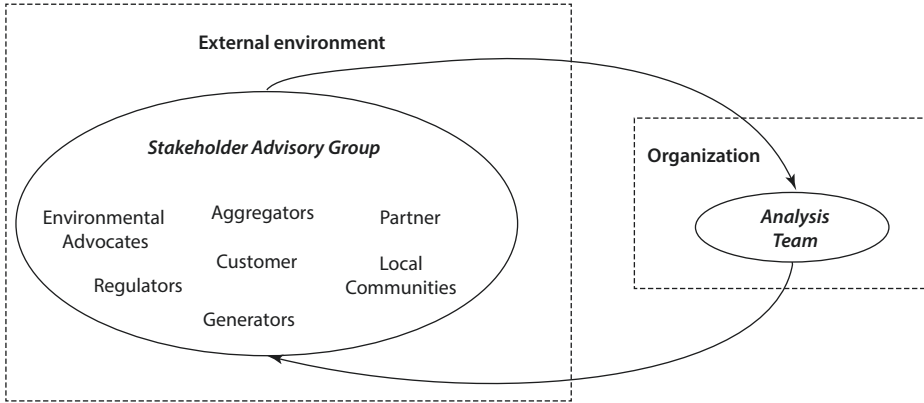 External environment
Stakeholder Advisory Group
Environmental
Advocates
Aggregators
Partner
Customer
Local
Communities
Regulators
Generators
Organization
Analysis
Team